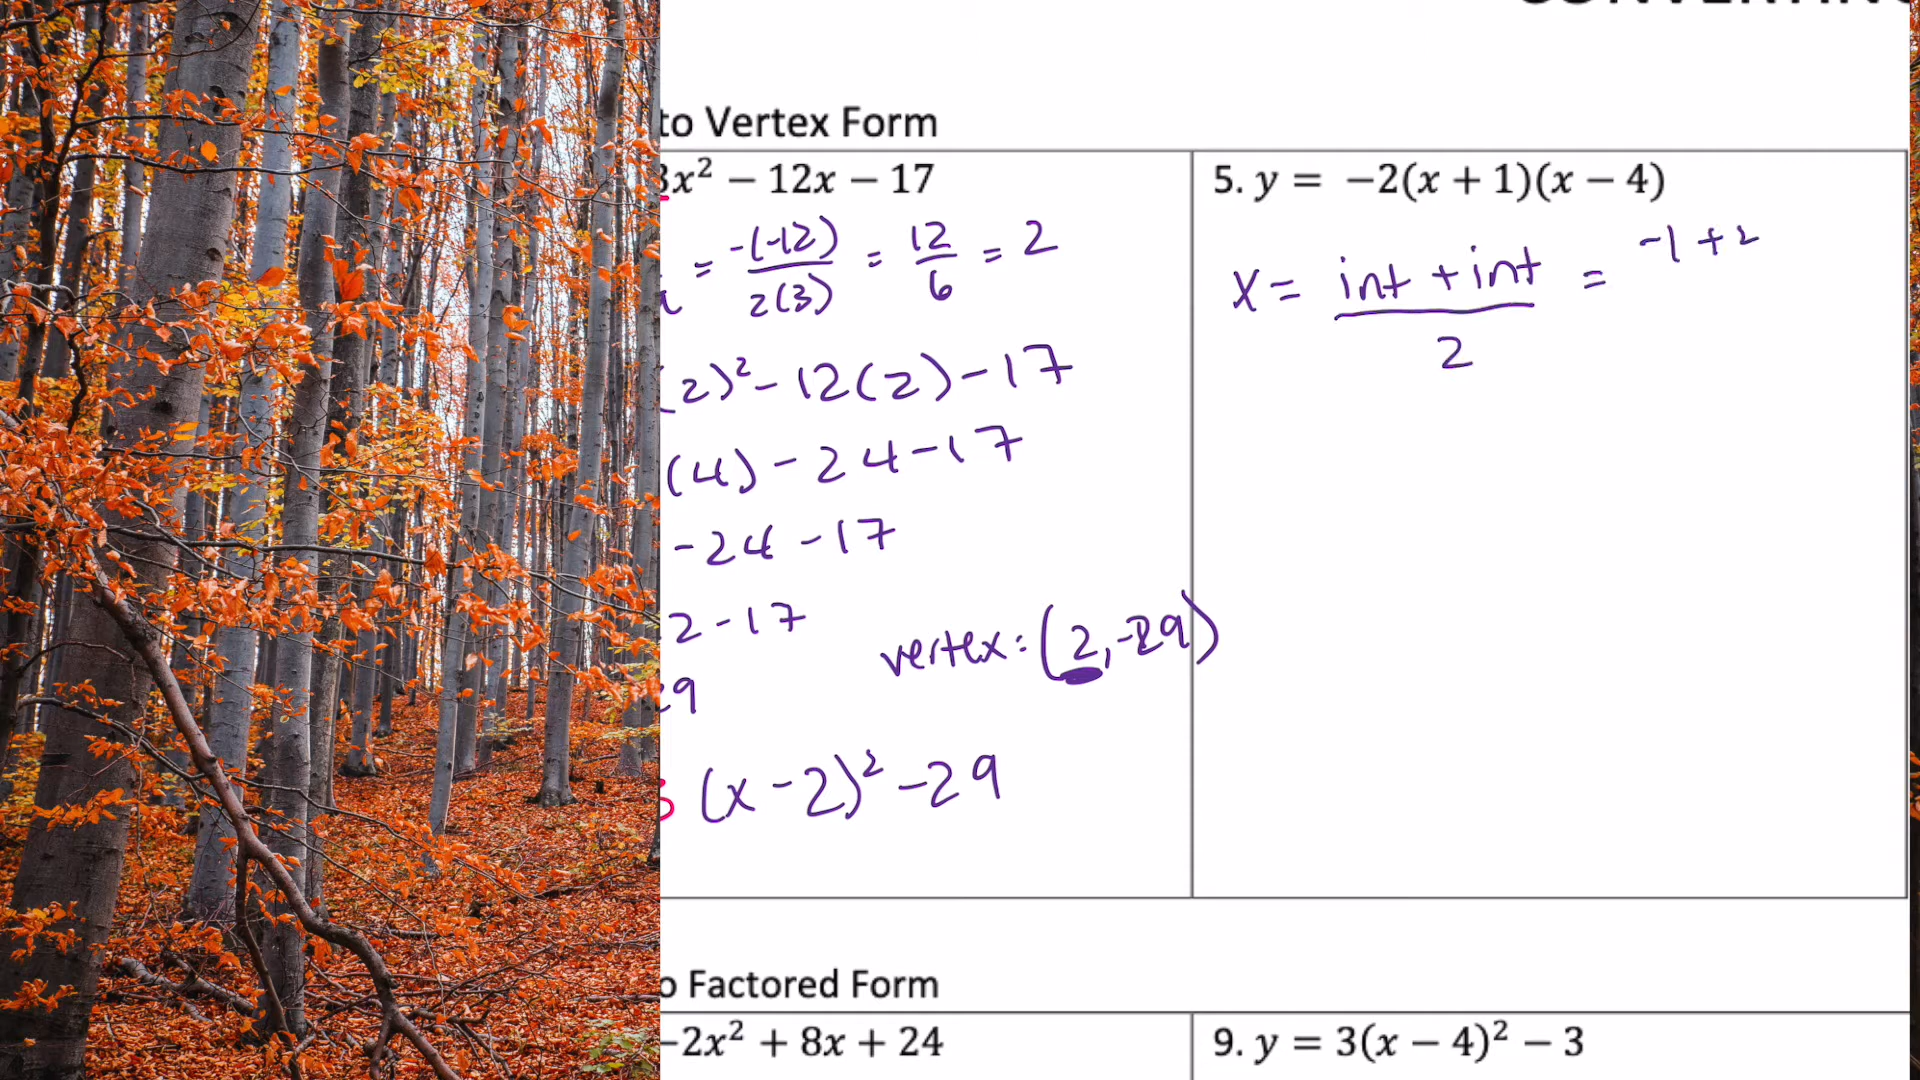 to Vertex Form
3x² − 12x − 17
= -(-12)/2(3) = 12/6 = 2
(2)² - 12(2) - 17
(4) - 24 - 17
- 24 - 17
2 - 17
vertex: (2, -29)
29
(x - 2)² - 29
5. y = −2(x + 1)(x − 4)
x = int + int/2 = -1 +
o Factored Form
−2x² + 8x + 24
9. y = 3(x − 4)² − 3